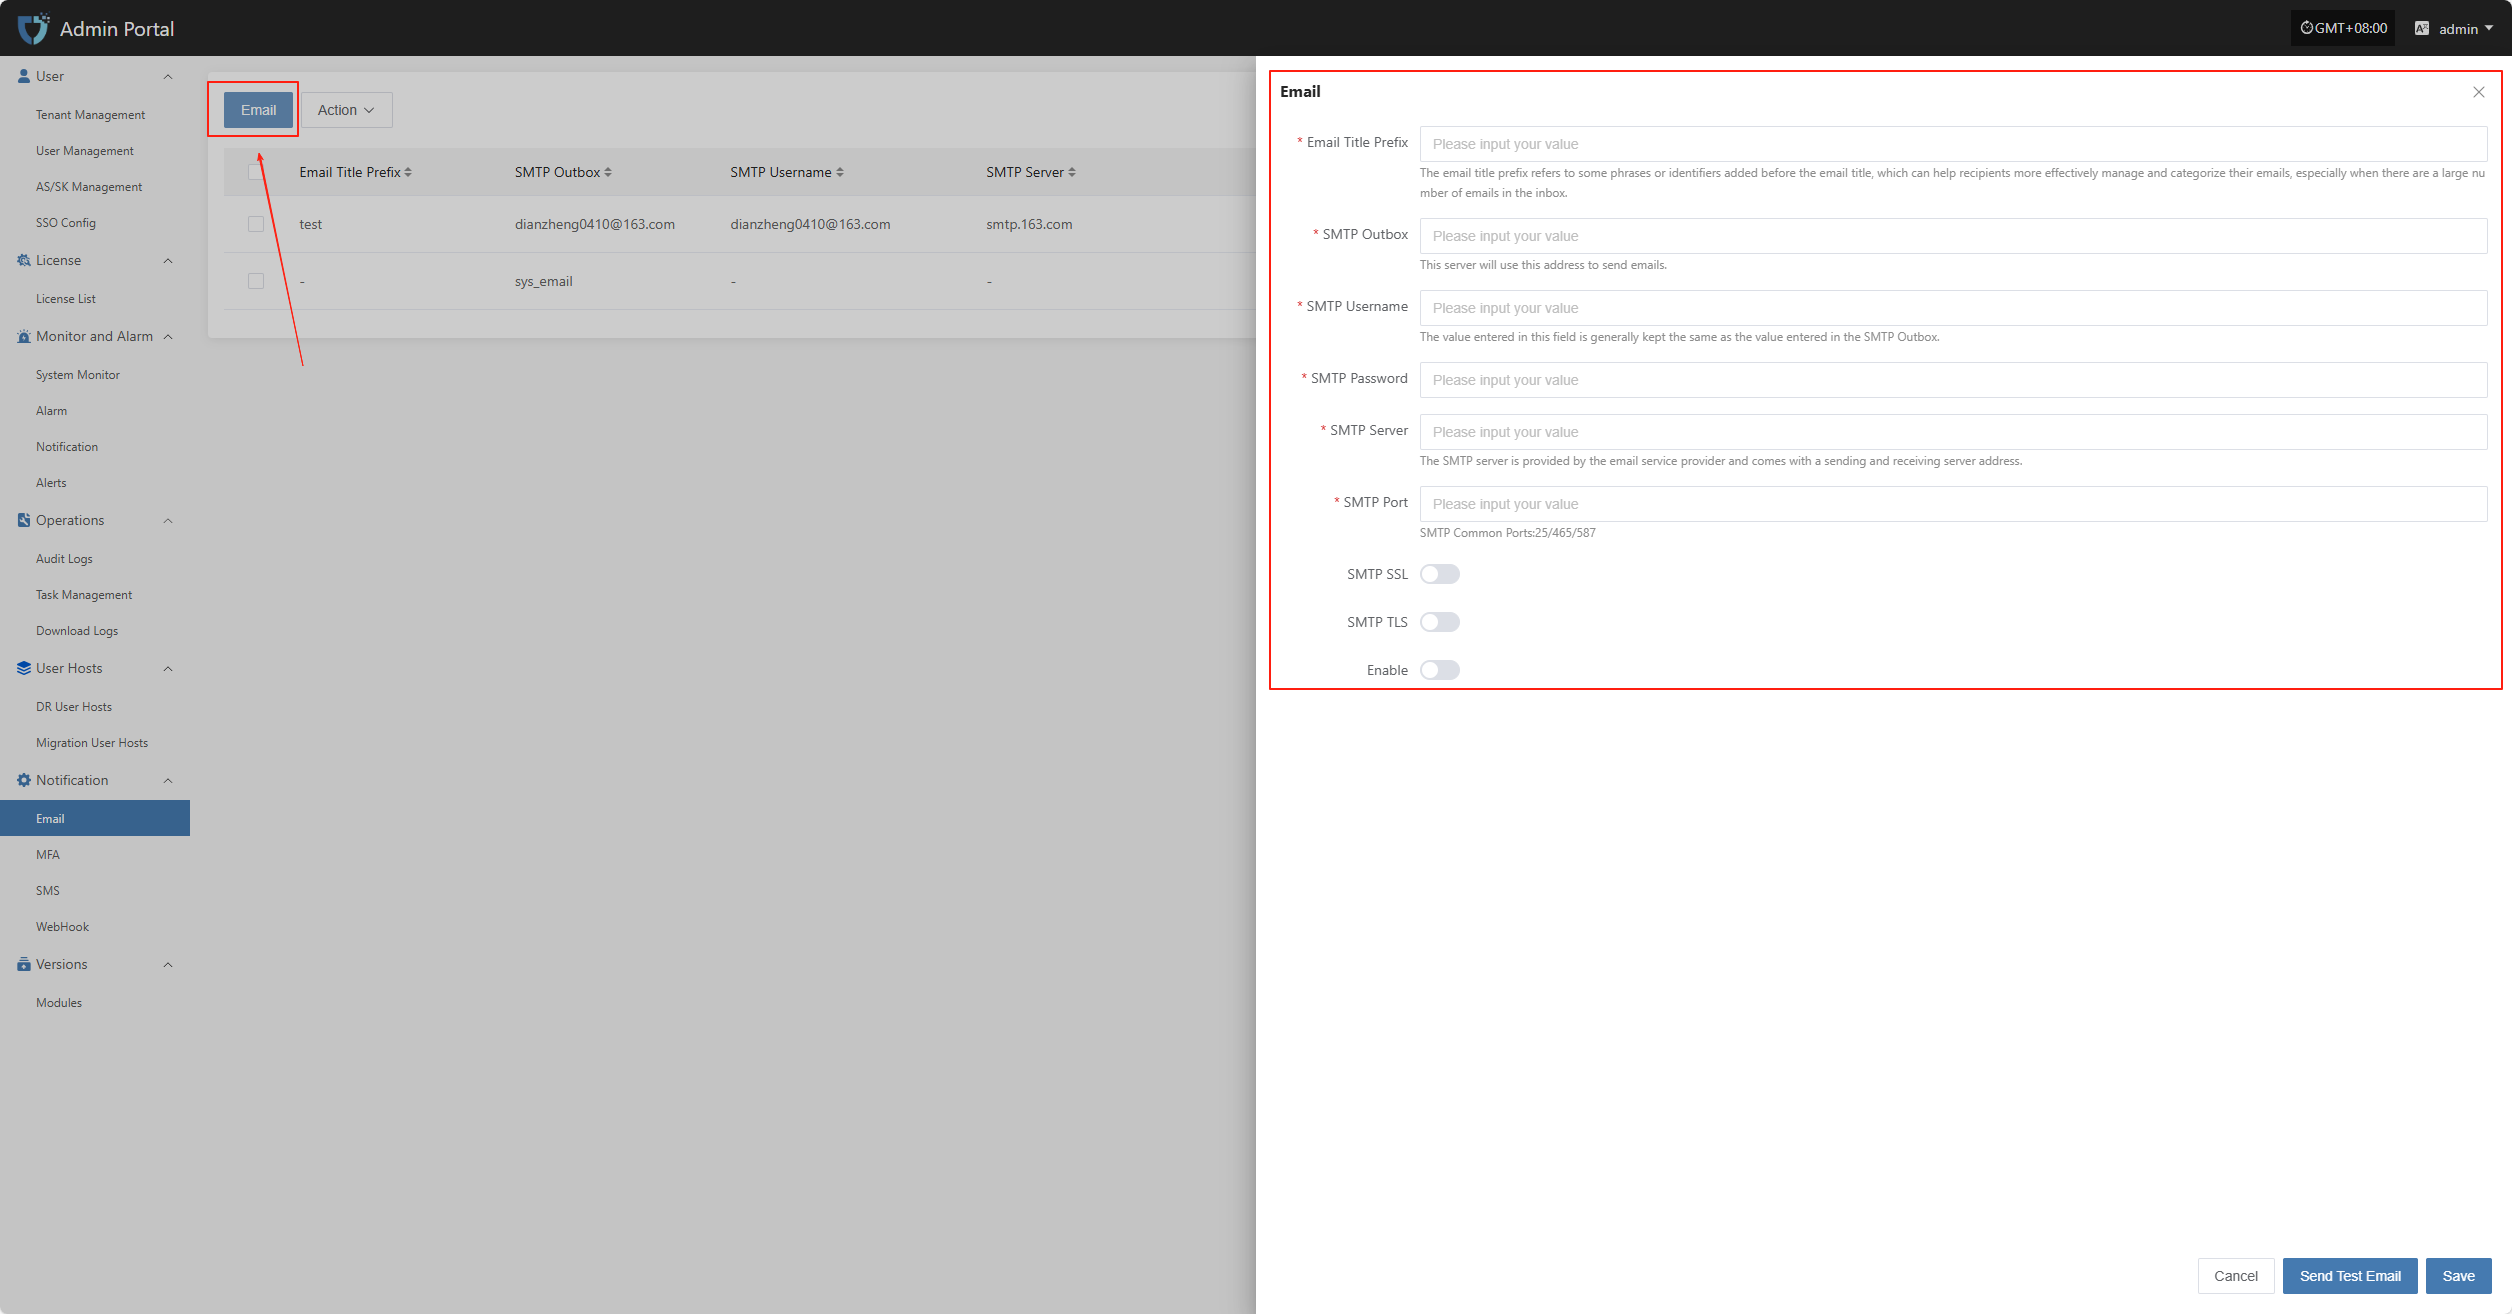 Admin Portal
GMT+08:00
admin
User
Tenant Management
User Management
AS/SK Management
SSO Config
License
License List
Monitor and Alarm
System Monitor
Alarm
Notification
Alerts
Operations
Audit Logs
Task Management
Download Logs
User Hosts
DR User Hosts
Migration User Hosts
Notification
Email
MFA
SMS
WebHook
Versions
Modules
Email
Action
Email Title Prefix
SMTP Outbox
SMTP Username
SMTP Server
test
dianzheng0410@163.com
dianzheng0410@163.com
smtp.163.com
-
sys_email
-
-
Email
* Email Title Prefix
Please input your value
The email title prefix refers to some phrases or identifiers added before the email title, which can help recipients more effectively manage and categorize their emails, especially when there are a large nu
mber of emails in the inbox.
* SMTP Outbox
Please input your value
This server will use this address to send emails.
* SMTP Username
Please input your value
The value entered in this field is generally kept the same as the value entered in the SMTP Outbox.
* SMTP Password
Please input your value
* SMTP Server
Please input your value
The SMTP server is provided by the email service provider and comes with a sending and receiving server address.
* SMTP Port
Please input your value
SMTP Common Ports:25/465/587
SMTP SSL
SMTP TLS
Enable
Cancel
Send Test Email
Save